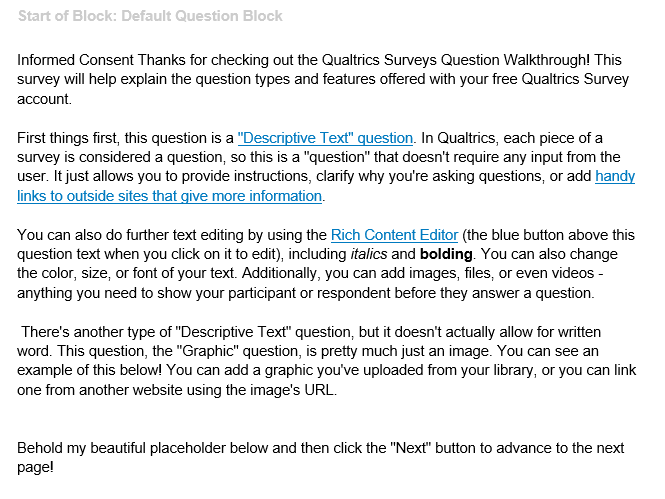 Start of Block: Default Question Block
Informed Consent Thanks for checking out the Qualtrics Surveys Question Walkthrough! This
survey will help explain the question types and features offered with your free Qualtrics Survey
account.
First things first, this question is a "Descriptive Text" question. In Qualtrics, each piece of a
survey is considered a question, so this is a "question" that doesn't require any input from the
user. It just allows you to provide instructions, clarify why you're asking questions, or add handy
links to outside sites that give more information.
You can also do further text editing by using the Rich Content Editor (the blue button above this
question text when you click on it to edit), including italics and bolding. You can also change
the color, size, or font of your text. Additionally, you can add images, files, or even videos -
anything you need to show your participant or respondent before they answer a question.
There's another type of "Descriptive Text" question, but it doesn't actually allow for written
word. This question, the "Graphic" question, is pretty much just an image. You can see an
example of this below! You can add a graphic you've uploaded from your library, or you can link
one from another website using the image's URL.
Behold my beautiful placeholder below and then click the "Next" button to advance to the next
page!